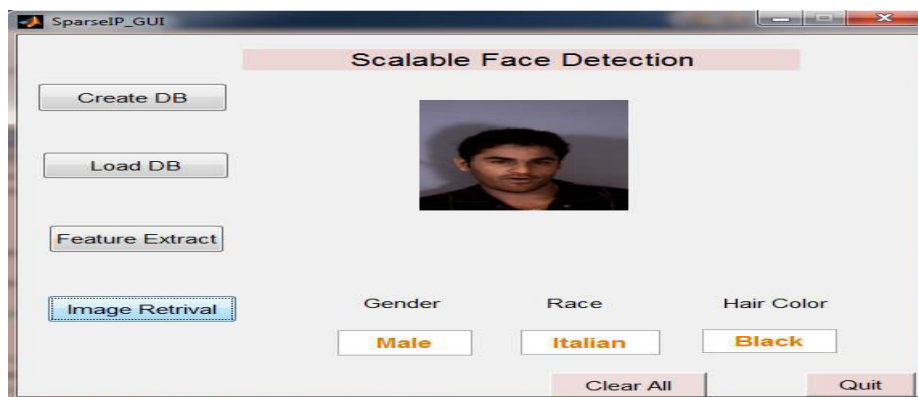 SparseIP_GUI
Scalable Face Detection
Create DB
Load DB
Feature Extract
Image Retrival
Gender Race Hair Color
Male Italian Black
Clear All Quit